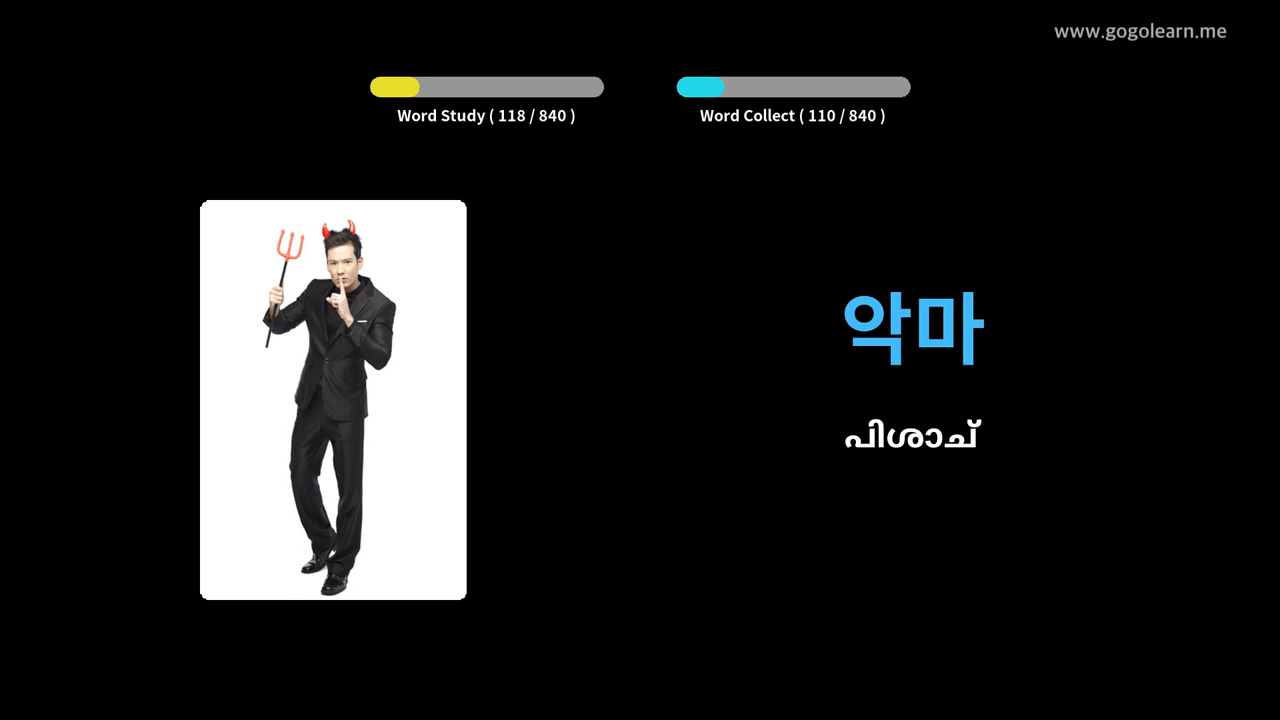 www.gogolearn.me
Word Study ( 118 / 840 )
Word Collect ( 110 / 840 )
악마
പിശാച്